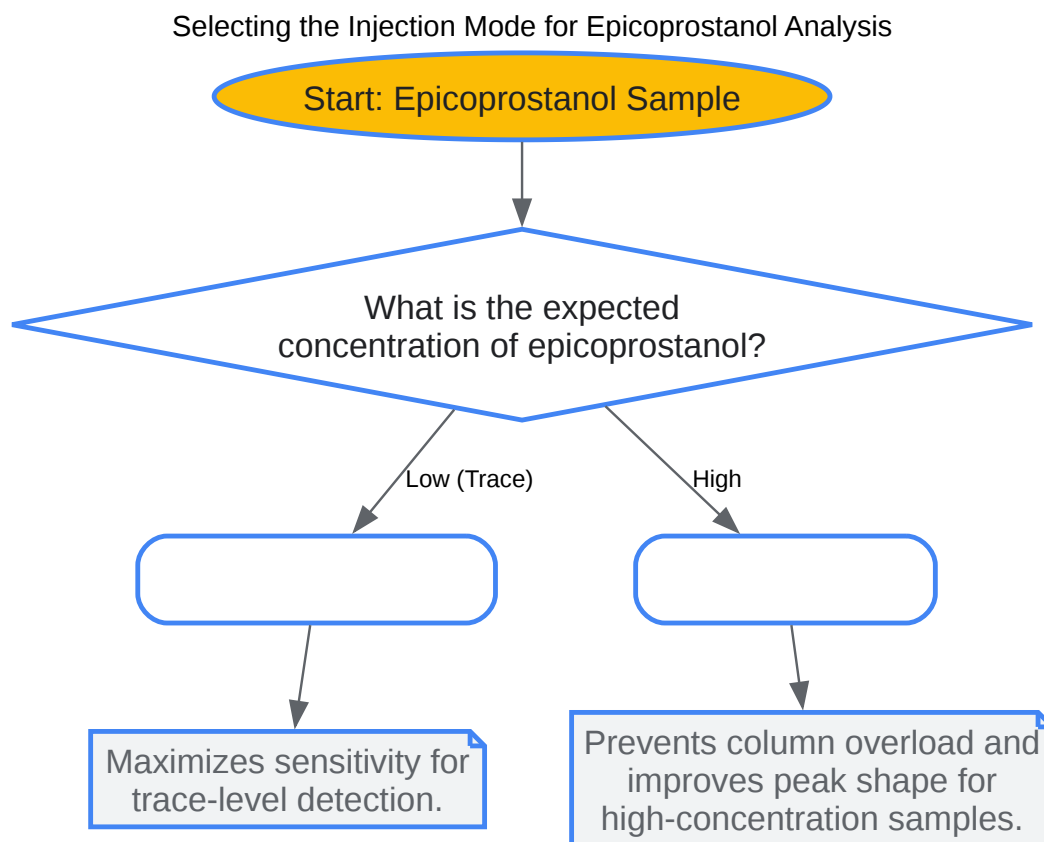 Selecting the Injection Mode for Epicoprostanol Analysis
Start: Epicoprostanol Sample
What is the expected
concentration of epicoprostanol?
Low (Trace)
High
Maximizes sensitivity for
trace-level detection.
Prevents column overload and
improves peak shape for
high-concentration samples.